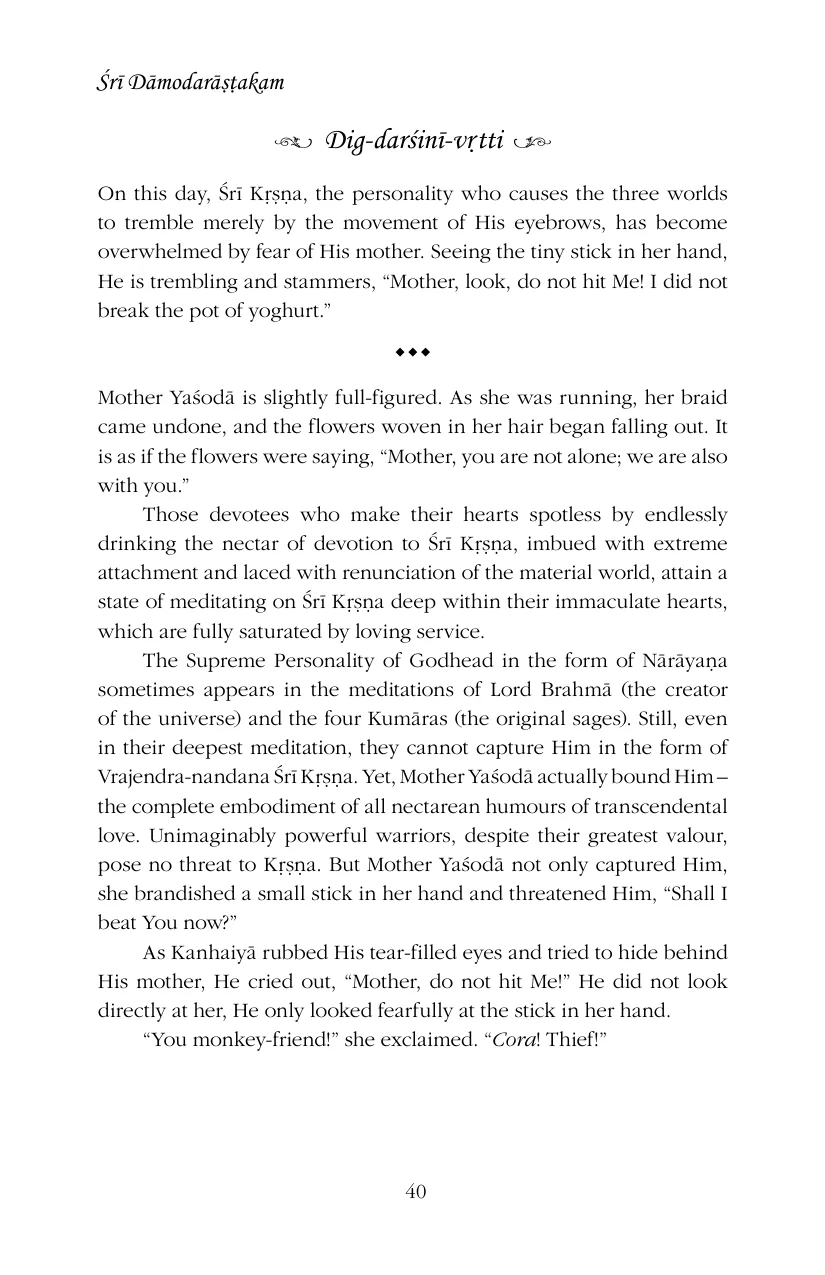 Śrī Dāmodarāṣṭakam
Dig-darśinī-vṛtti
On this day, Śrī Kṛṣṇa, the personality who causes the three worlds
to tremble merely by the movement of His eyebrows, has become
overwhelmed by fear of His mother. Seeing the tiny stick in her hand,
He is trembling and stammers, “Mother, look, do not hit Me! I did not
break the pot of yoghurt.”
Mother Yaśodā is slightly full-figured. As she was running, her braid
came undone, and the flowers woven in her hair began falling out. It
is as if the flowers were saying, “Mother, you are not alone; we are also
with you.”
Those devotees who make their hearts spotless by endlessly
drinking the nectar of devotion to Śrī Kṛṣṇa, imbued with extreme
attachment and laced with renunciation of the material world, attain a
state of meditating on Śrī Kṛṣṇa deep within their immaculate hearts,
which are fully saturated by loving service.
The Supreme Personality of Godhead in the form of Nārāyaṇa
sometimes appears in the meditations of Lord Brahmā (the creator
of the universe) and the four Kumāras (the original sages). Still, even
in their deepest meditation, they cannot capture Him in the form of
Vrajendra-nandana Śrī Kṛṣṇa. Yet, Mother Yaśodā actually bound Him –
the complete embodiment of all nectarean humours of transcendental
love. Unimaginably powerful warriors, despite their greatest valour,
pose no threat to Kṛṣṇa. But Mother Yaśodā not only captured Him,
she brandished a small stick in her hand and threatened Him, “Shall I
beat You now?”
As Kanhaiyā rubbed His tear-filled eyes and tried to hide behind
His mother, He cried out, “Mother, do not hit Me!” He did not look
directly at her, He only looked fearfully at the stick in her hand.
“You monkey-friend!” she exclaimed. “Cora! Thief!”
40